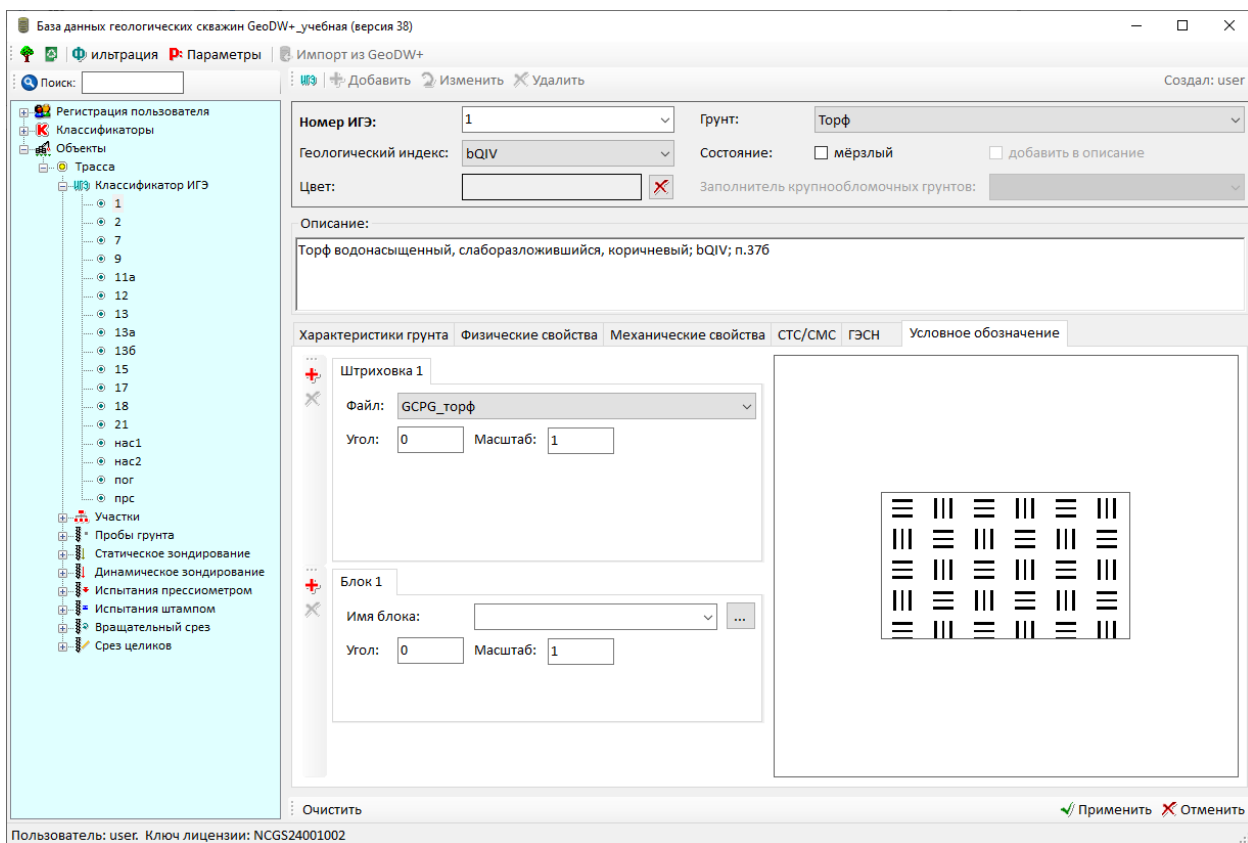 База данных геологических скважин GeoDW+_учебная (версия 38)
Фильтрация Р: Параметры Импорт из GeoDW+
Поиск:
ИГЭ Добавить Изменить Удалить Создал: user
Регистрация пользователя
Классификаторы
Объекты
Трасса
ИГЭ Классификатор ИГЭ
1
2
7
9
11а
12
13
13а
13б
15
17
18
21
нас1
нас2
пог
прс
Участки
Пробы грунта
Статическое зондирование
Динамическое зондирование
Испытания прессиометром
Испытания штампом
Вращательный срез
Срез целиков
Номер ИГЭ: 1 Грунт: Торф
Геологический индекс: bQIV Состояние: мёрзлый добавить в описание
Цвет: Заполнитель крупнообломочных грунтов:
Описание:
Торф водонасыщенный, слаборазложившийся, коричневый; bQIV; п.37б
Характеристики грунта Физические свойства Механические свойства СТС/СМС ГЭСН Условное обозначение
Штриховка 1
Файл: GCPG_торф
Угол: 0 Масштаб: 1
Блок 1
Имя блока: ...
Угол: 0 Масштаб: 1
Очистить Применить Отменить
Пользователь: user. Ключ лицензии: NCGS24001002